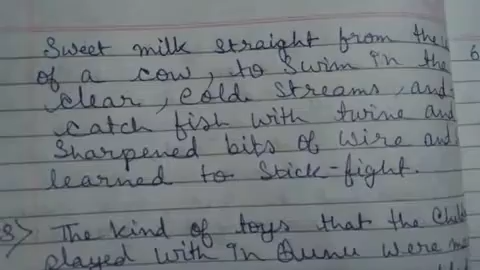 Sweet milk straight from the
of a cow, to Swim in the
clear, cold streams, and
catch fish with twine and
Sharpened bits of wire and
learned to Stick-fight.
The kind of toys that the
played with in Qunu were